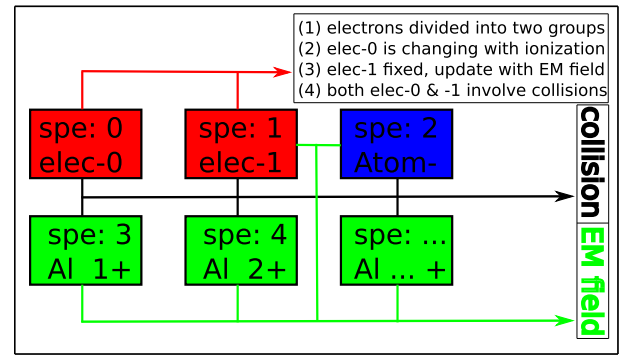 (1) electrons divided into two groups
(2) elec-0 is changing with ionization
(3) elec-1 fixed, update with EM field
(4) both elec-0 & -1 involve collisions
spe: 0
elec-0
spe: 1
elec-1
spe: 2
Atom-
collision
spe: 3
Al 1+
spe: 4
Al 2+
spe: ...
Al ... +
EM field